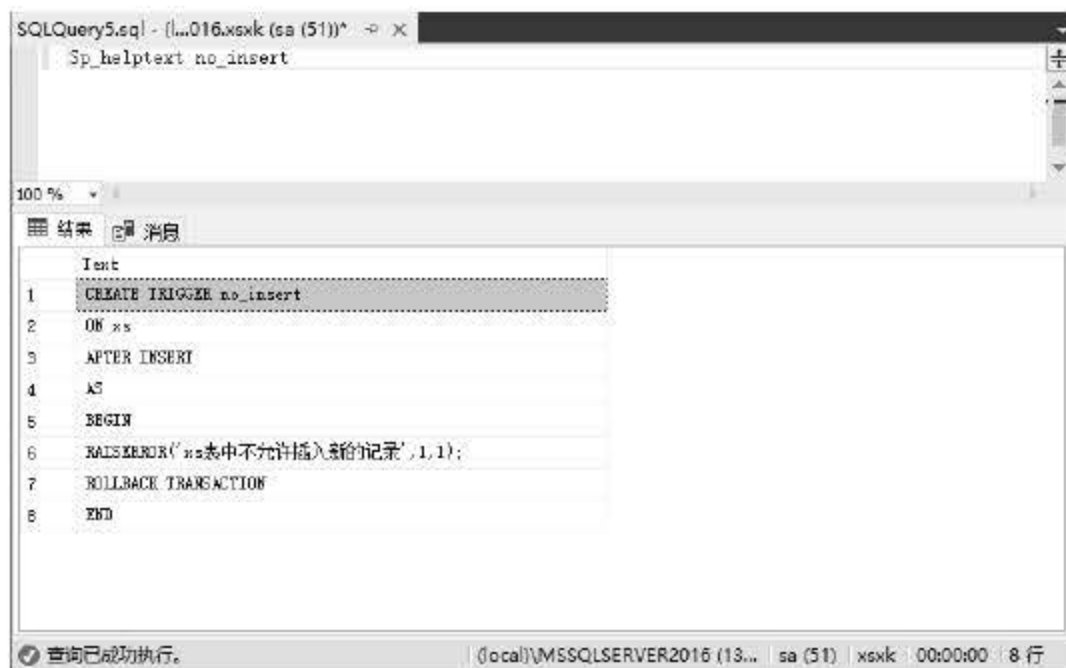 SQLQuery5.sql - (l...016.xsxk (sa (51))* ×
Sp_helptext no_insert
100 %
结果 消息
Text
1 CREATE TRIGGER no_insert
2 ON xs
3 AFTER INSERT
4 AS
5 BEGIN
6 RAISERROR('xs表中不允许插入新的记录',1,1);
7 ROLLBACK TRANSACTION
8 END
查询已成功执行。 (local)\MSSQLSERVER2016 (13... sa (51) xsxk 00:00:00 8 行